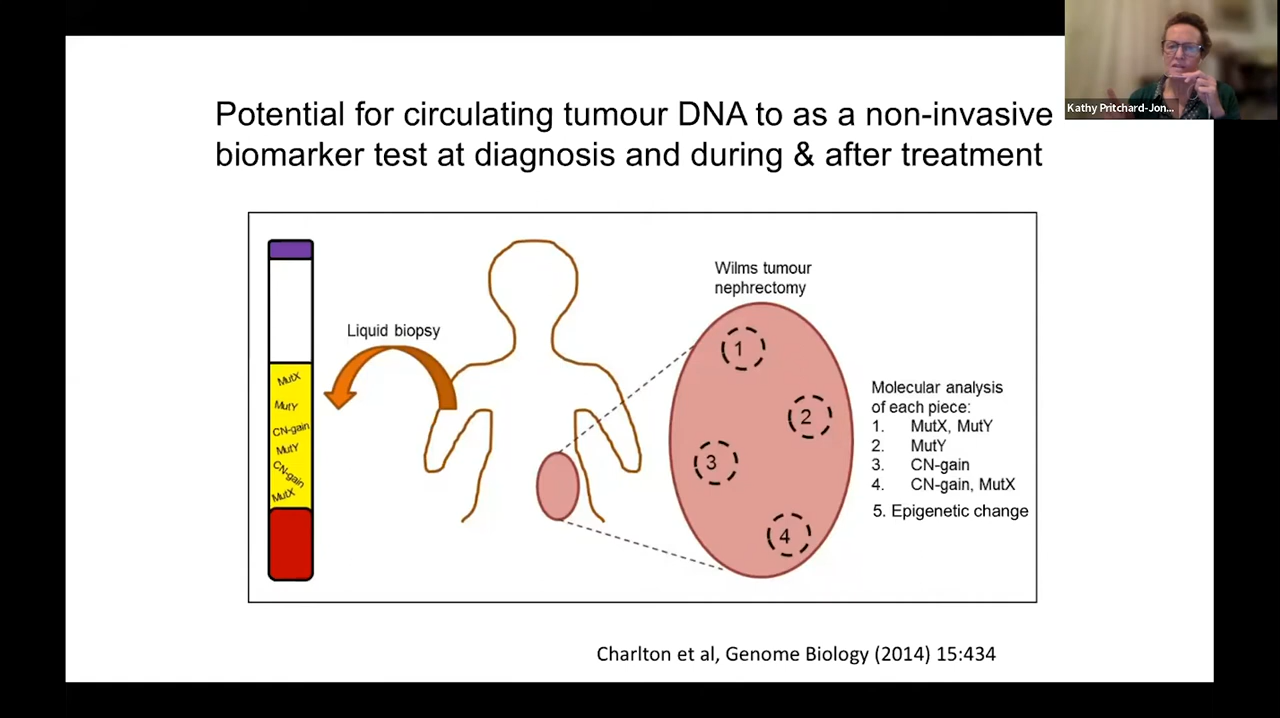 Kathy Pritchard-Jon...
Potential for circulating tumour DNA to as a non-invasive
biomarker test at diagnosis and during & after treatment
Liquid biopsy
MutX
MutY
CN-gain
MutY
CN-gain
MutX
Wilms tumour
nephrectomy
1
2
3
4
Molecular analysis
of each piece:
1. MutX, MutY
2. MutY
3. CN-gain
4. CN-gain, MutX
5. Epigenetic change
Charlton et al, Genome Biology (2014) 15:434